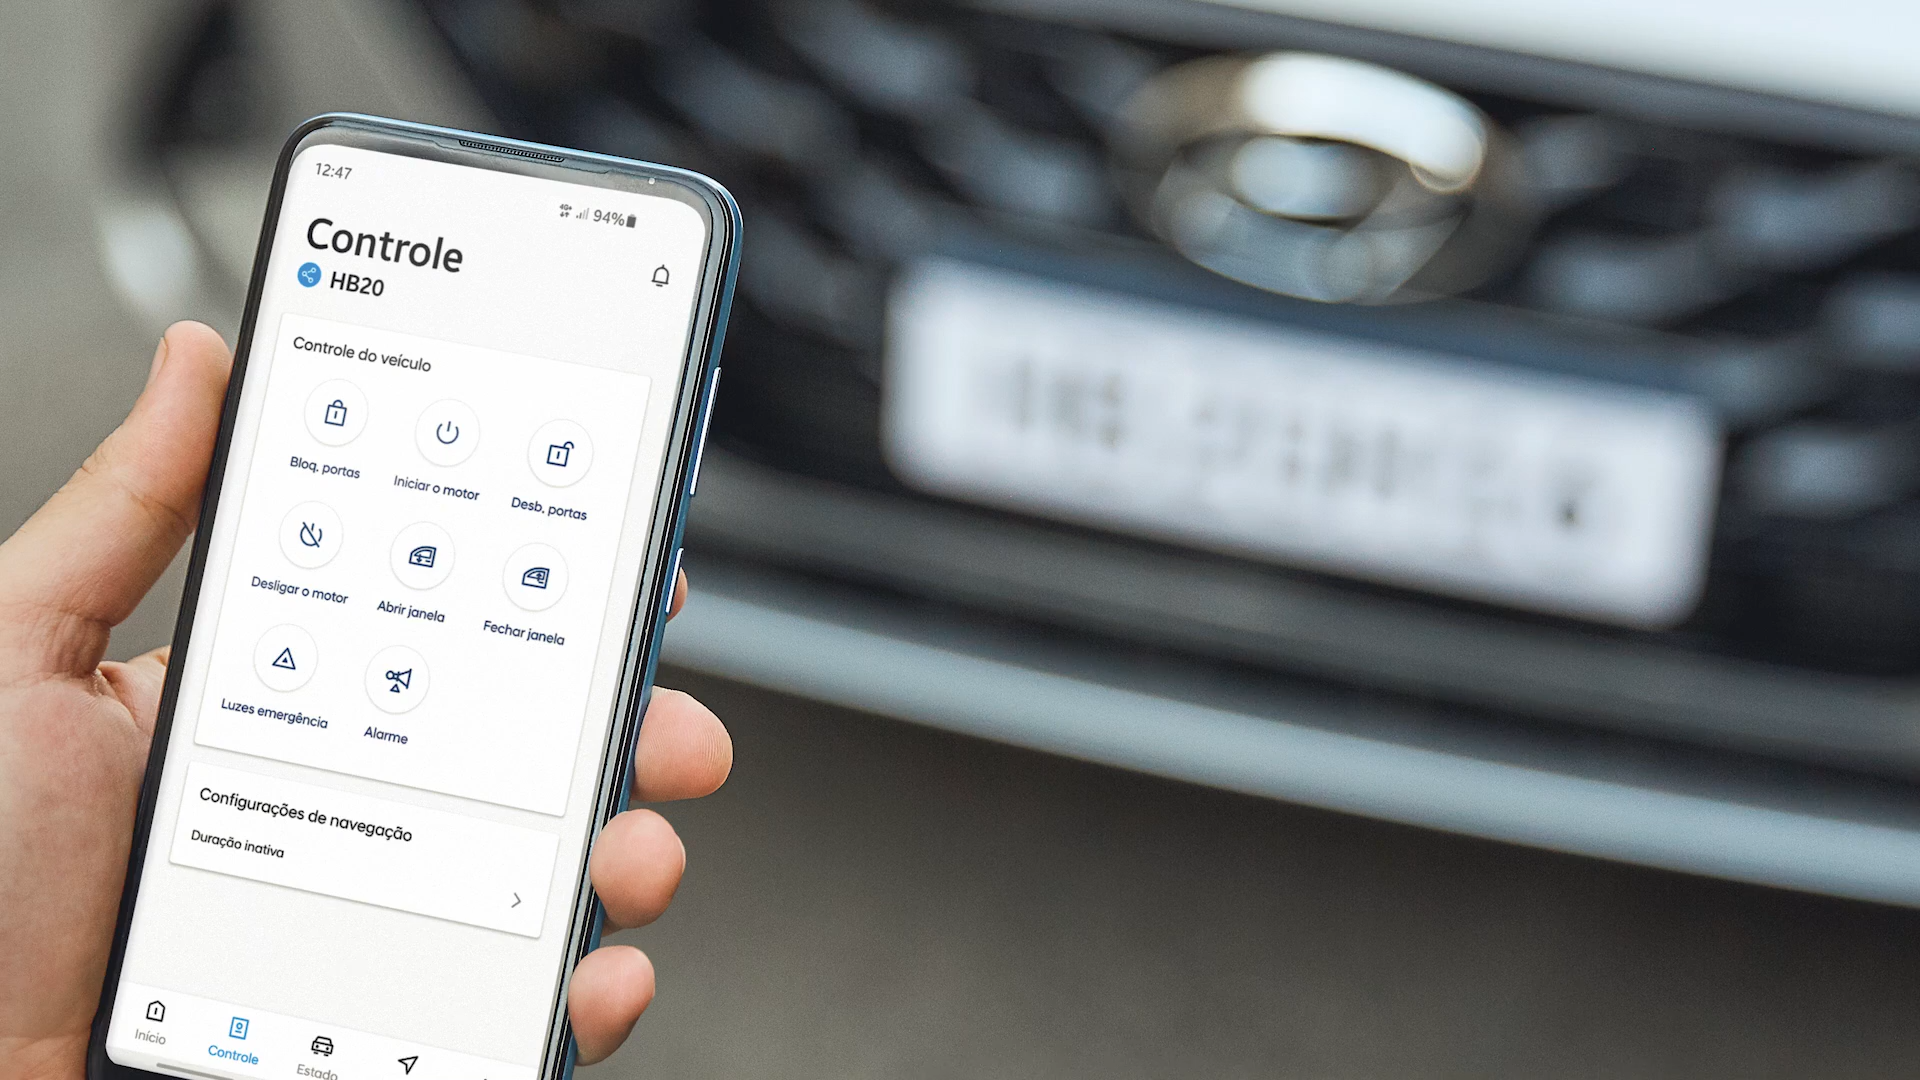 12:47
4G+ 94%
Controle
HB20
Controle do veículo
Bloq. portas
Iniciar o motor
Desb. portas
Desligar o motor
Abrir janela
Fechar janela
Luzes emergência
Alarme
Configurações de navegação
Duração inativa
Início
Controle
Estado